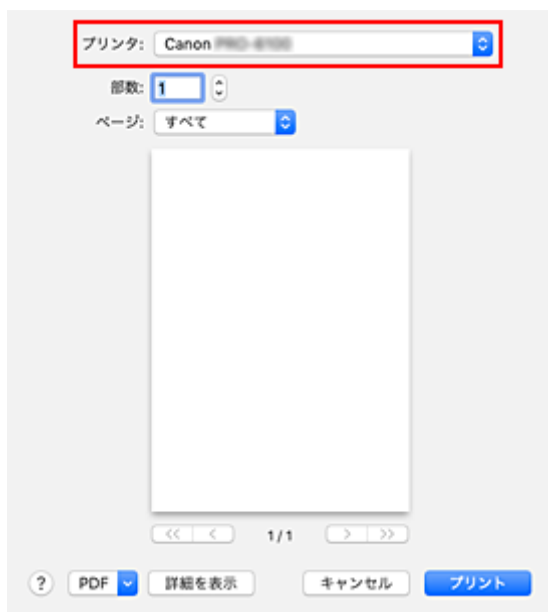 プリンタ: Canon
部数: 1
ページ: すべて
<< < 1/1 > >>
? PDF 詳細を表示 キャンセル プリント